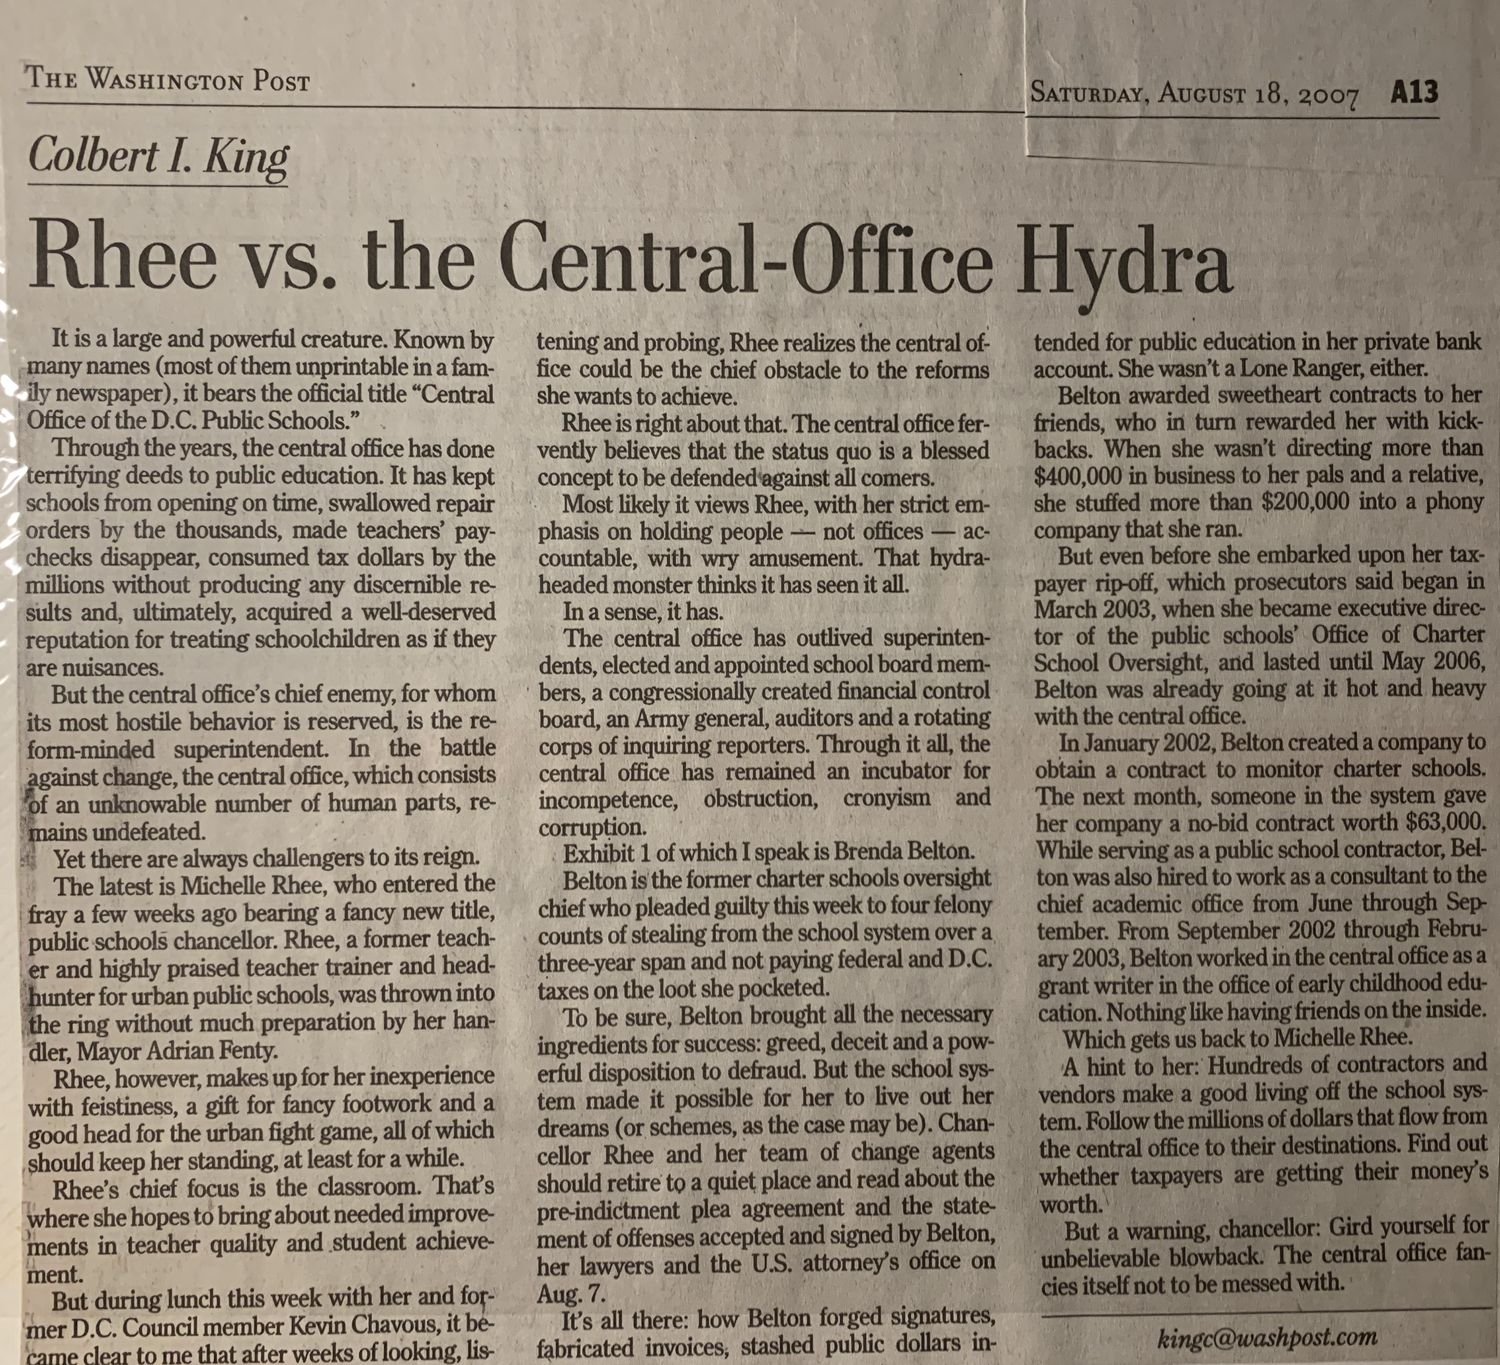 THE WASHINGTON POST
SATURDAY, AUGUST 18, 2007 A13
Colbert I. King
Rhee vs. the Central-Office Hydra
It is a large and powerful creature. Known by
many names (most of them unprintable in a fam-
ily newspaper), it bears the official title “Central
Office of the D.C. Public Schools.”
Through the years, the central office has done
terrifying deeds to public education. It has kept
schools from opening on time, swallowed repair
orders by the thousands, made teachers’ pay-
checks disappear, consumed tax dollars by the
millions without producing any discernible re-
sults and, ultimately, acquired a well-deserved
reputation for treating schoolchildren as if they
are nuisances.
But the central office’s chief enemy, for whom
its most hostile behavior is reserved, is the re-
form-minded superintendent. In the battle
against change, the central office, which consists
of an unknowable number of human parts, re-
mains undefeated.
Yet there are always challengers to its reign.
The latest is Michelle Rhee, who entered the
fray a few weeks ago bearing a fancy new title,
public schools chancellor. Rhee, a former teach-
er and highly praised teacher trainer and head-
hunter for urban public schools, was thrown into
the ring without much preparation by her han-
dler, Mayor Adrian Fenty.
Rhee, however, makes up for her inexperience
with feistiness, a gift for fancy footwork and a
good head for the urban fight game, all of which
should keep her standing, at least for a while.
Rhee’s chief focus is the classroom. That’s
where she hopes to bring about needed improve-
ments in teacher quality and student achieve-
ment.
But during lunch this week with her and for-
mer D.C. Council member Kevin Chavous, it be-
came clear to me that after weeks of looking, lis-
tening and probing, Rhee realizes the central of-
fice could be the chief obstacle to the reforms
she wants to achieve.
Rhee is right about that. The central office fer-
vently believes that the status quo is a blessed
concept to be defended against all comers.
Most likely it views Rhee, with her strict em-
phasis on holding people — not offices — ac-
countable, with wry amusement. That hydra-
headed monster thinks it has seen it all.
In a sense, it has.
The central office has outlived superinten-
dents, elected and appointed school board mem-
bers, a congressionally created financial control
board, an Army general, auditors and a rotating
corps of inquiring reporters. Through it all, the
central office has remained an incubator for
incompetence, obstruction, cronyism and
corruption.
Exhibit 1 of which I speak is Brenda Belton.
Belton is the former charter schools oversight
chief who pleaded guilty this week to four felony
counts of stealing from the school system over a
three-year span and not paying federal and D.C.
taxes on the loot she pocketed.
To be sure, Belton brought all the necessary
ingredients for success: greed, deceit and a pow-
erful disposition to defraud. But the school sys-
tem made it possible for her to live out her
dreams (or schemes, as the case may be). Chan-
cellor Rhee and her team of change agents
should retire to a quiet place and read about the
pre-indictment plea agreement and the state-
ment of offenses accepted and signed by Belton,
her lawyers and the U.S. attorney’s office on
Aug. 7.
It’s all there: how Belton forged signatures,
fabricated invoices, stashed public dollars in-
tended for public education in her private bank
account. She wasn’t a Lone Ranger, either.
Belton awarded sweetheart contracts to her
friends, who in turn rewarded her with kick-
backs. When she wasn’t directing more than
$400,000 in business to her pals and a relative,
she stuffed more than $200,000 into a phony
company that she ran.
But even before she embarked upon her tax-
payer rip-off, which prosecutors said began in
March 2003, when she became executive direc-
tor of the public schools’ Office of Charter
School Oversight, and lasted until May 2006,
Belton was already going at it hot and heavy
with the central office.
In January 2002, Belton created a company to
obtain a contract to monitor charter schools.
The next month, someone in the system gave
her company a no-bid contract worth $63,000.
While serving as a public school contractor, Bel-
ton was also hired to work as a consultant to the
chief academic office from June through Sep-
tember. From September 2002 through Febru-
ary 2003, Belton worked in the central office as a
grant writer in the office of early childhood edu-
cation. Nothing like having friends on the inside.
Which gets us back to Michelle Rhee.
A hint to her: Hundreds of contractors and
vendors make a good living off the school sys-
tem. Follow the millions of dollars that flow from
the central office to their destinations. Find out
whether taxpayers are getting their money’s
worth.
But a warning, chancellor: Gird yourself for
unbelievable blowback. The central office fan-
cies itself not to be messed with.
kingc@washpost.com